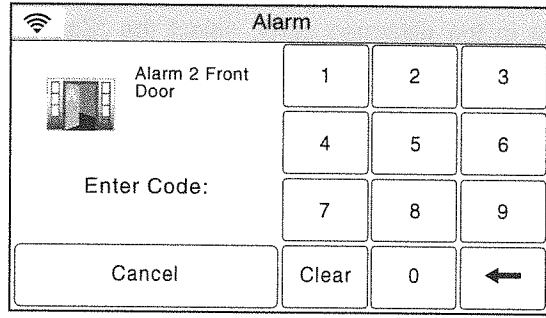 Alarm
Alarm 2 Front
Door
Enter Code:
1 2 3
4 5 6
7 8 9
Cancel Clear 0